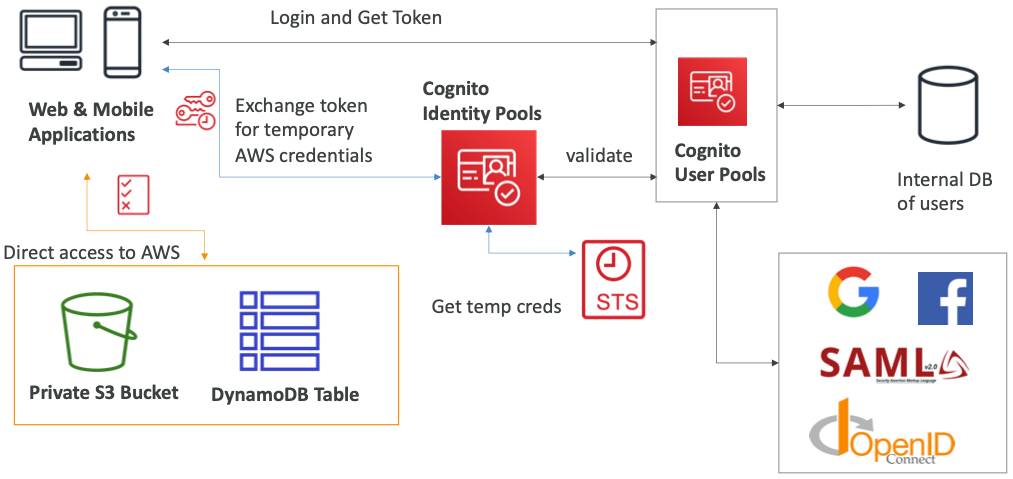 Login and Get Token
Web & Mobile
Applications
Exchange token
for temporary
AWS credentials
Cognito
Identity Pools
validate
Cognito
User Pools
Internal DB
of users
Direct access to AWS
Get temp creds
STS
Private S3 Bucket
DynamoDB Table
G
f
SAML v2.0
Security Assertion Markup Language
OpenID
Connect